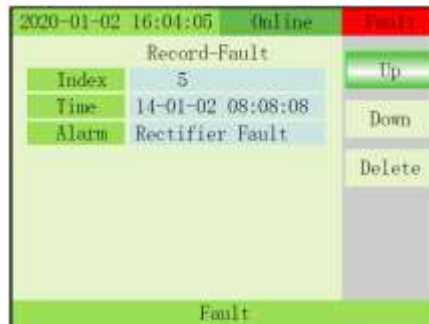 2020-01-02 16:04:05 Online Fault
Record-Fault
Up
Index 5
Time 14-01-02 08:08:08
Down
Alarm Rectifier Fault
Delete
Fault